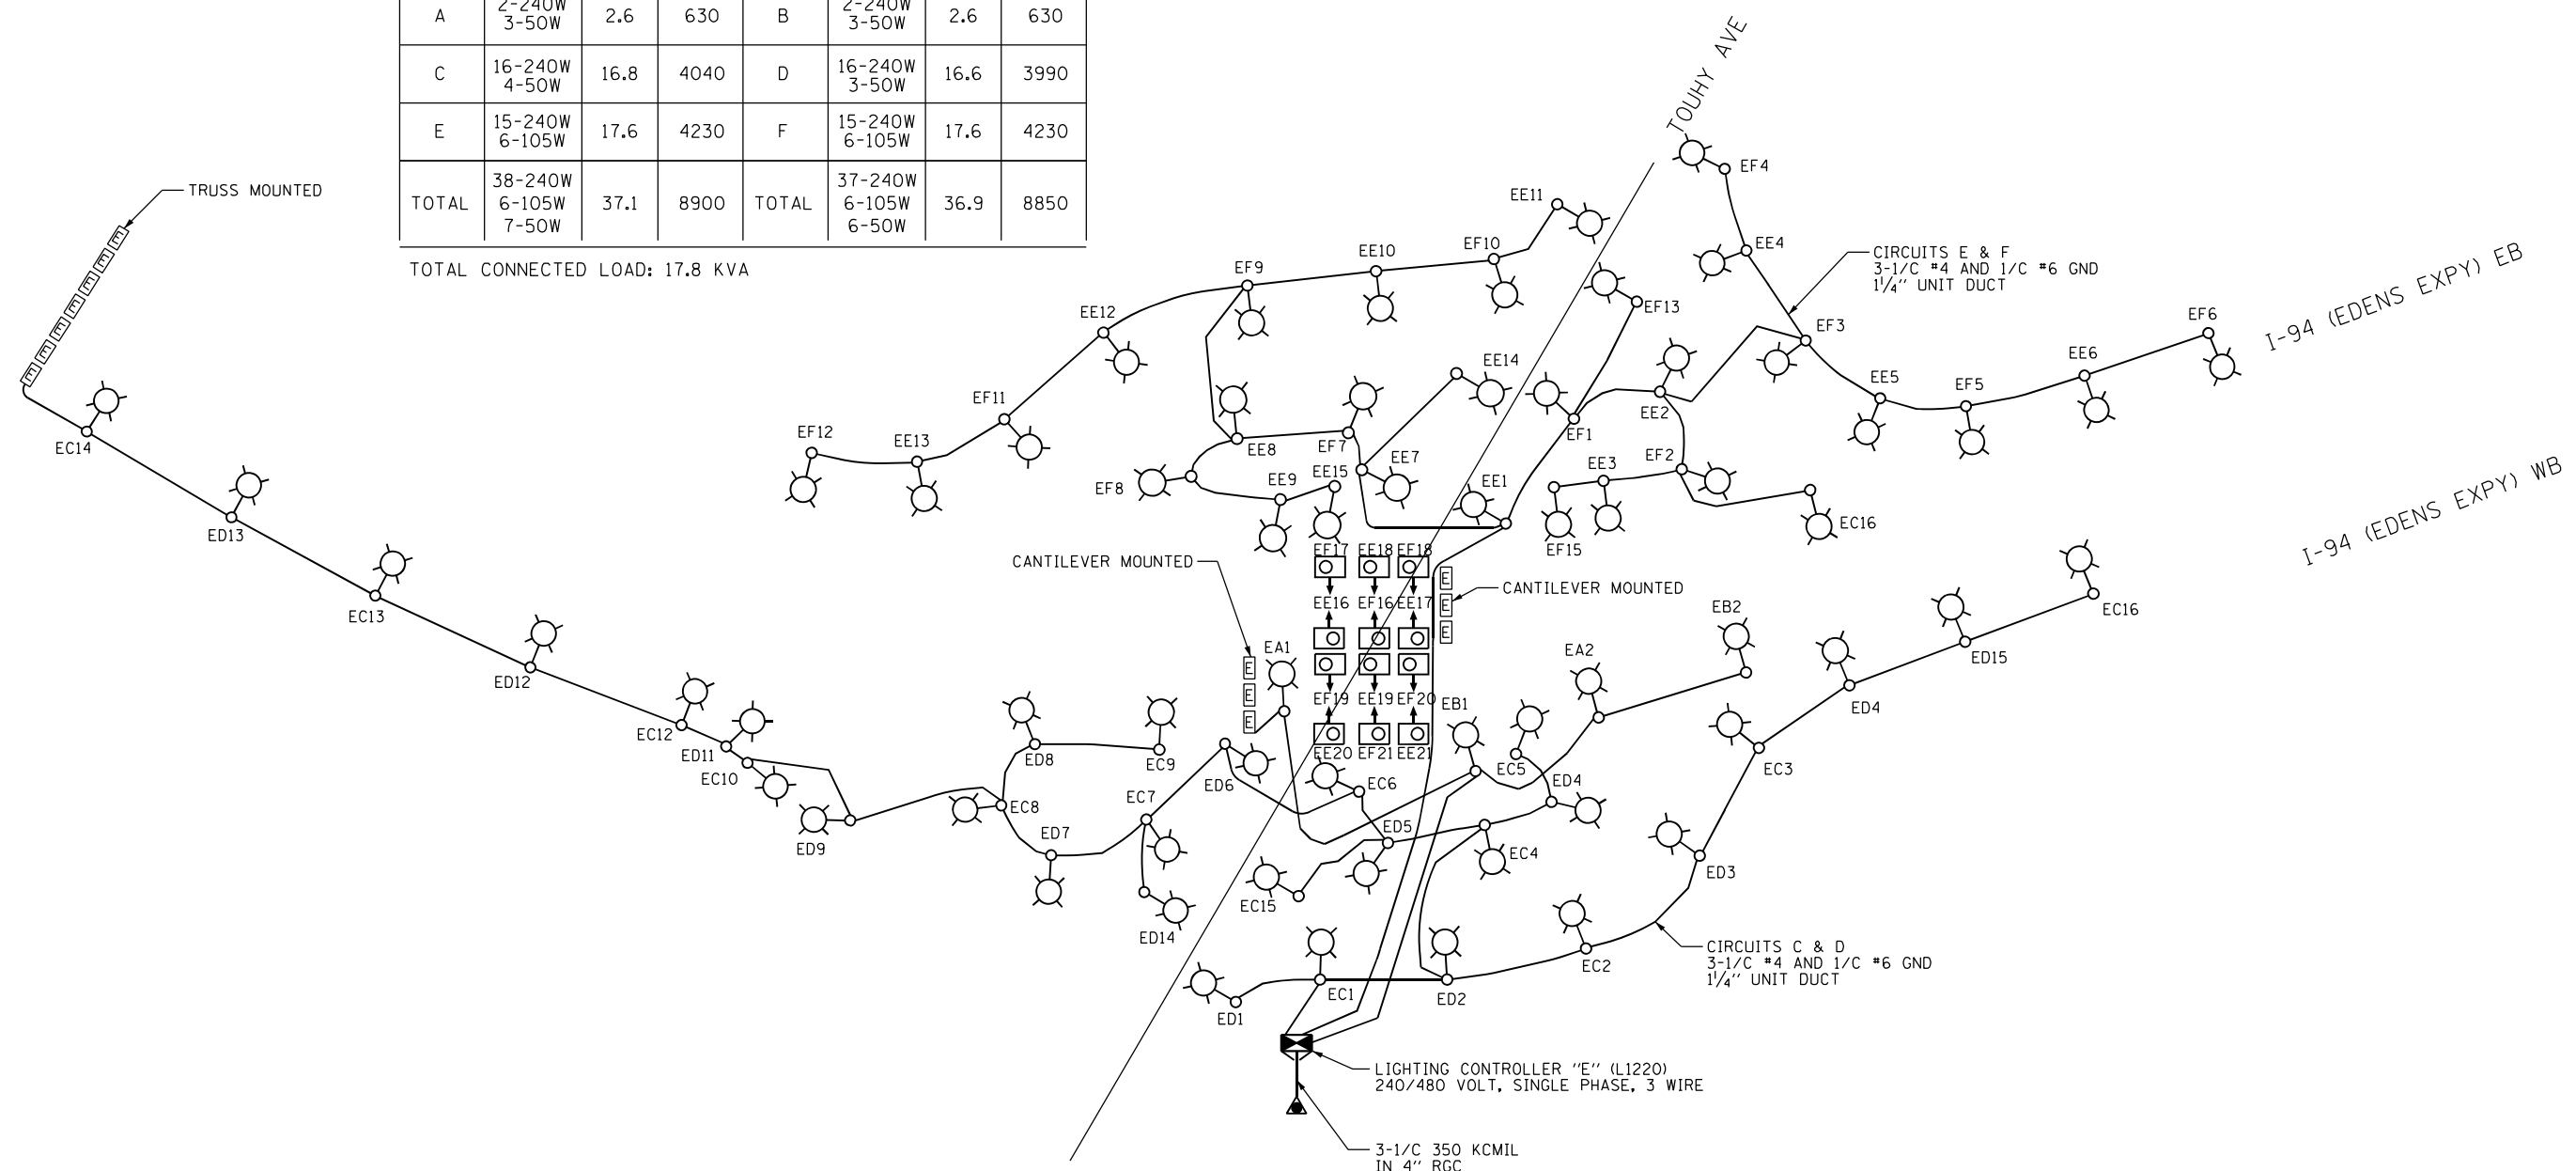 A 2-240W 2.6 630 B 2-240W 2.6 630
3-50W 3-50W
C 16-240W 16.8 4040 D 16-240W 16.6 3990
4-50W 3-50W
E 15-240W 17.6 4230 F 15-240W 17.6 4230
6-105W 6-105W
38-240W 37-240W
TOTAL 6-105W 37.1 8900 TOTAL 6-105W 36.9 8850
7-50W 6-50W
TOTAL CONNECTED LOAD: 17.8 KVA
TOUHY AVE
TRUSS MOUNTED
E
E
E
E
E
E
E
EF4
EE11
EE4
EF10
EE10
EF9
CIRCUITS E & F
3-1/C #4 AND 1/C #6 GND
1¼" UNIT DUCT
I-94 (EDENS EXPY) EB
EF13
EE12
EF3
EF6
EE14
EE6
EE5
EF5
EE2
EF11
EF1
EF12
EE13
EE8
EF7
EC14
EE7
EF2
EE3
EE15
EE9
EF8
EE1
I-94 (EDENS EXPY) WB
EC16
ED13
EF15
EF17 EE18 EF18
CANTILEVER MOUNTED
E
E
E
CANTILEVER MOUNTED
EE16 EF16 EE17
EB2
EC16
EC13
EA1
EA2
ED15
E
E
E
ED12
EF19 EE19 EF20
EB1
ED4
EC12
ED11
EC10
ED8
EC9
ED6
EE20 EF21 EE21
EC5
EC3
ED4
EC6
EC7
EC8
ED7
ED5
ED9
EC4
ED3
EC15
ED14
CIRCUITS C & D
3-1/C #4 AND 1/C #6 GND
1¼" UNIT DUCT
EC2
EC1
ED2
ED1
LIGHTING CONTROLLER "E" (L1220)
240/480 VOLT, SINGLE PHASE, 3 WIRE
3-1/C 350 KCMIL
IN 4" RGC